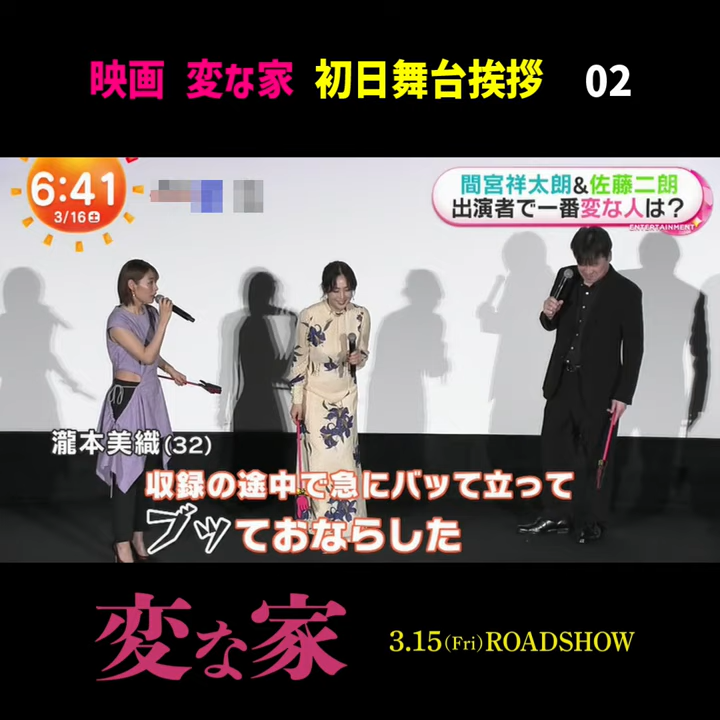 映画 変な家 初日舞台挨拶 02
6:41
3/16土
間宮祥太朗&佐藤二朗
出演者で一番変な人は?
ENTERTAINMENT
瀧本美織(32)
収録の途中で急にバッて立って
ブッておならした
変な家
3.15(Fri)ROADSHOW